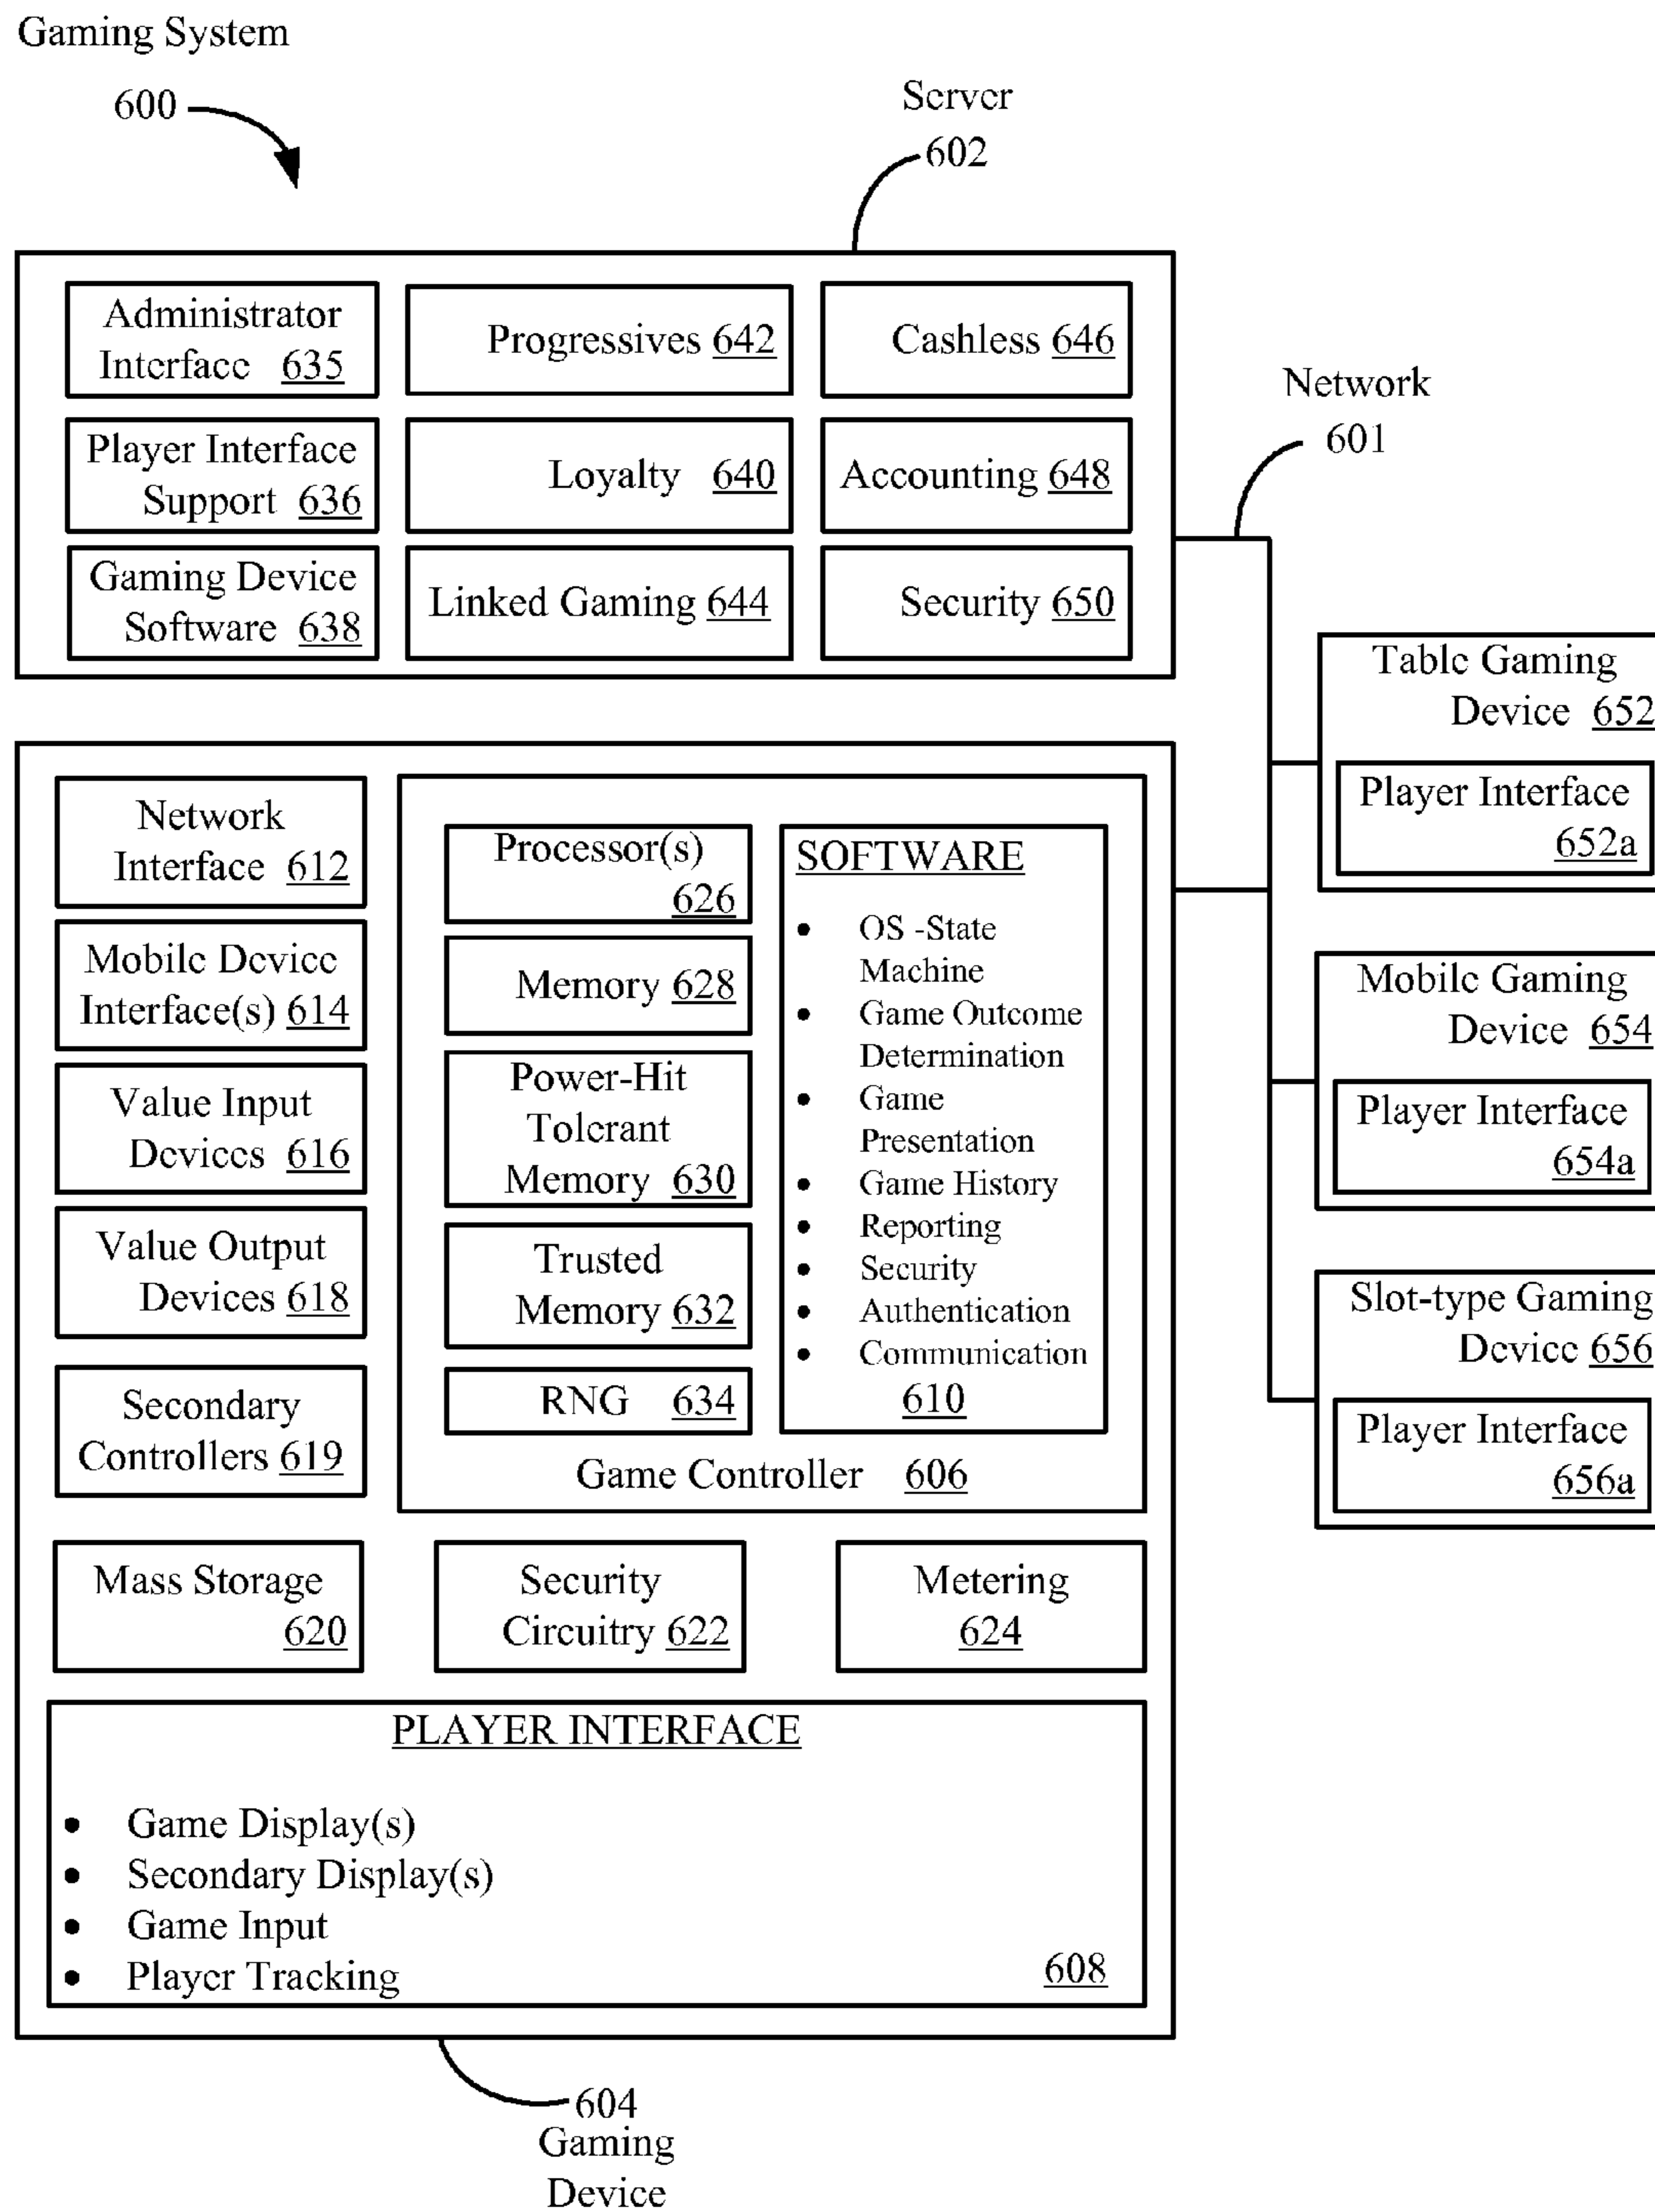 Gaming System
600
Server
602
Administrator
Interface 635
Progressives 642
Cashless 646
Player Interface
Support 636
Loyalty 640
Accounting 648
Gaming Device
Software 638
Linked Gaming 644
Security 650
Network
601
Table Gaming
Device 652
Player Interface
652a
Mobile Gaming
Device 654
Player Interface
654a
Slot-type Gaming
Device 656
Player Interface
656a
Network
Interface 612
Mobile Device
Interface(s) 614
Value Input
Devices 616
Value Output
Devices 618
Secondary
Controllers 619
Processor(s)
626
Memory 628
Power-Hit
Tolerant
Memory 630
Trusted
Memory 632
RNG 634
SOFTWARE
• OS -State
Machine
• Game Outcome
Determination
• Game
Presentation
• Game History
• Reporting
• Security
• Authentication
• Communication
610
Game Controller 606
Mass Storage
620
Security
Circuitry 622
Metering
624
PLAYER INTERFACE
• Game Display(s)
• Secondary Display(s)
• Game Input
• Player Tracking
608
604
Gaming
Device